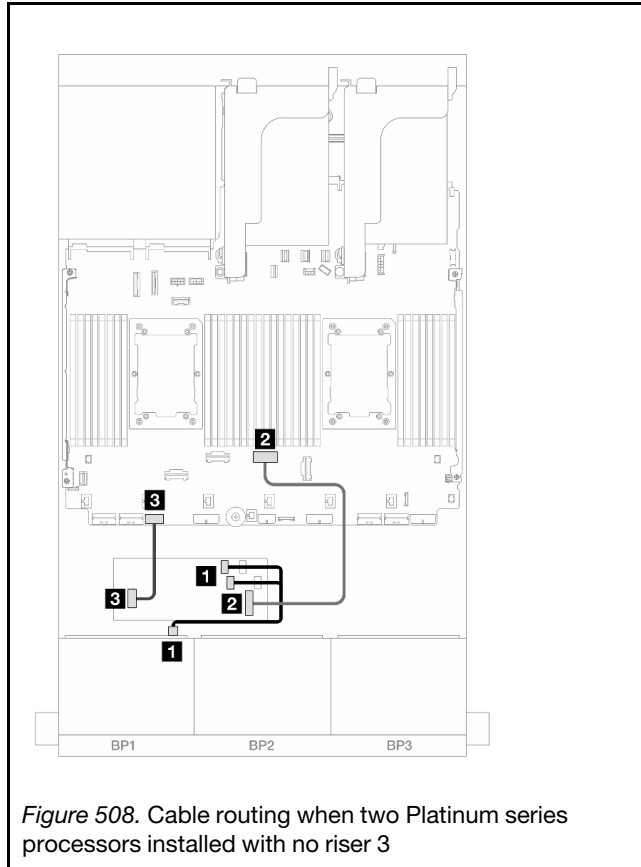 2
3
1
3
2
1
BP1 BP2 BP3
Figure 508. Cable routing when two Platinum series
processors installed with no riser 3